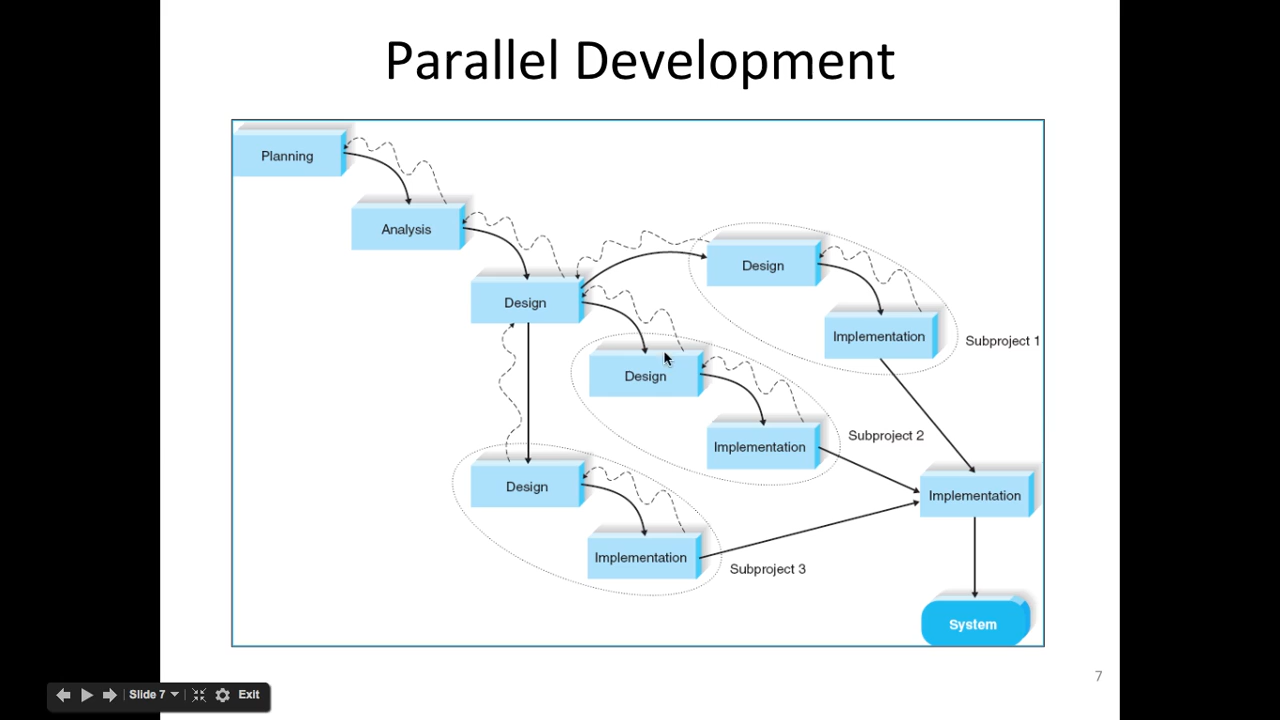 Parallel Development
Planning
Analysis
Design
Design
Implementation
Subproject 1
Design
Implementation
Subproject 2
Design
Implementation
Subproject 3
Implementation
System
7
Slide 7
Exit